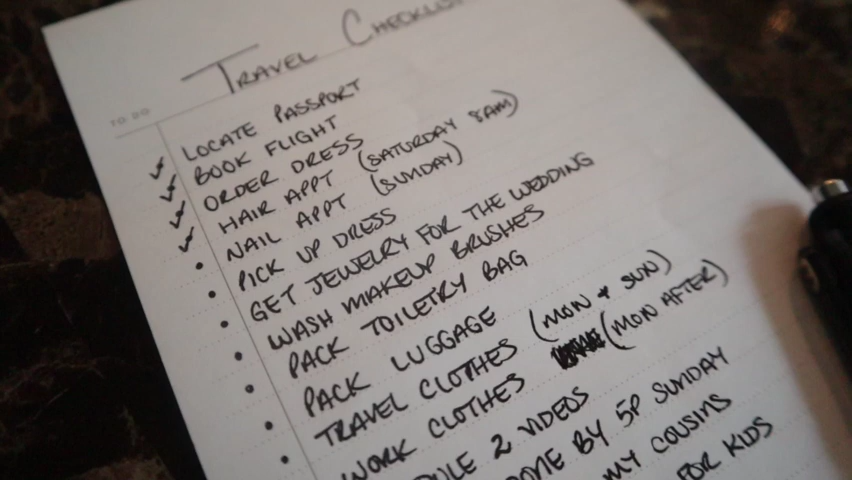 TRAVEL CHECKLIST
TO DO
LOCATE PASSPORT
BOOK FLIGHT
ORDER DRESS
HAIR APPT (SATURDAY 8AM)
NAIL APPT (SUNDAY)
PICK UP DRESS
GET JEWELRY FOR THE WEDDING
WASH MAKEUP BRUSHES
PACK TOILETRY BAG
PACK LUGGAGE
TRAVEL CLOTHES (MON & SUN)
WORK CLOTHES (MON AFTER)
2 VIDEOS
BY 5P SUNDAY
MY COUSINS
FOR KIDS